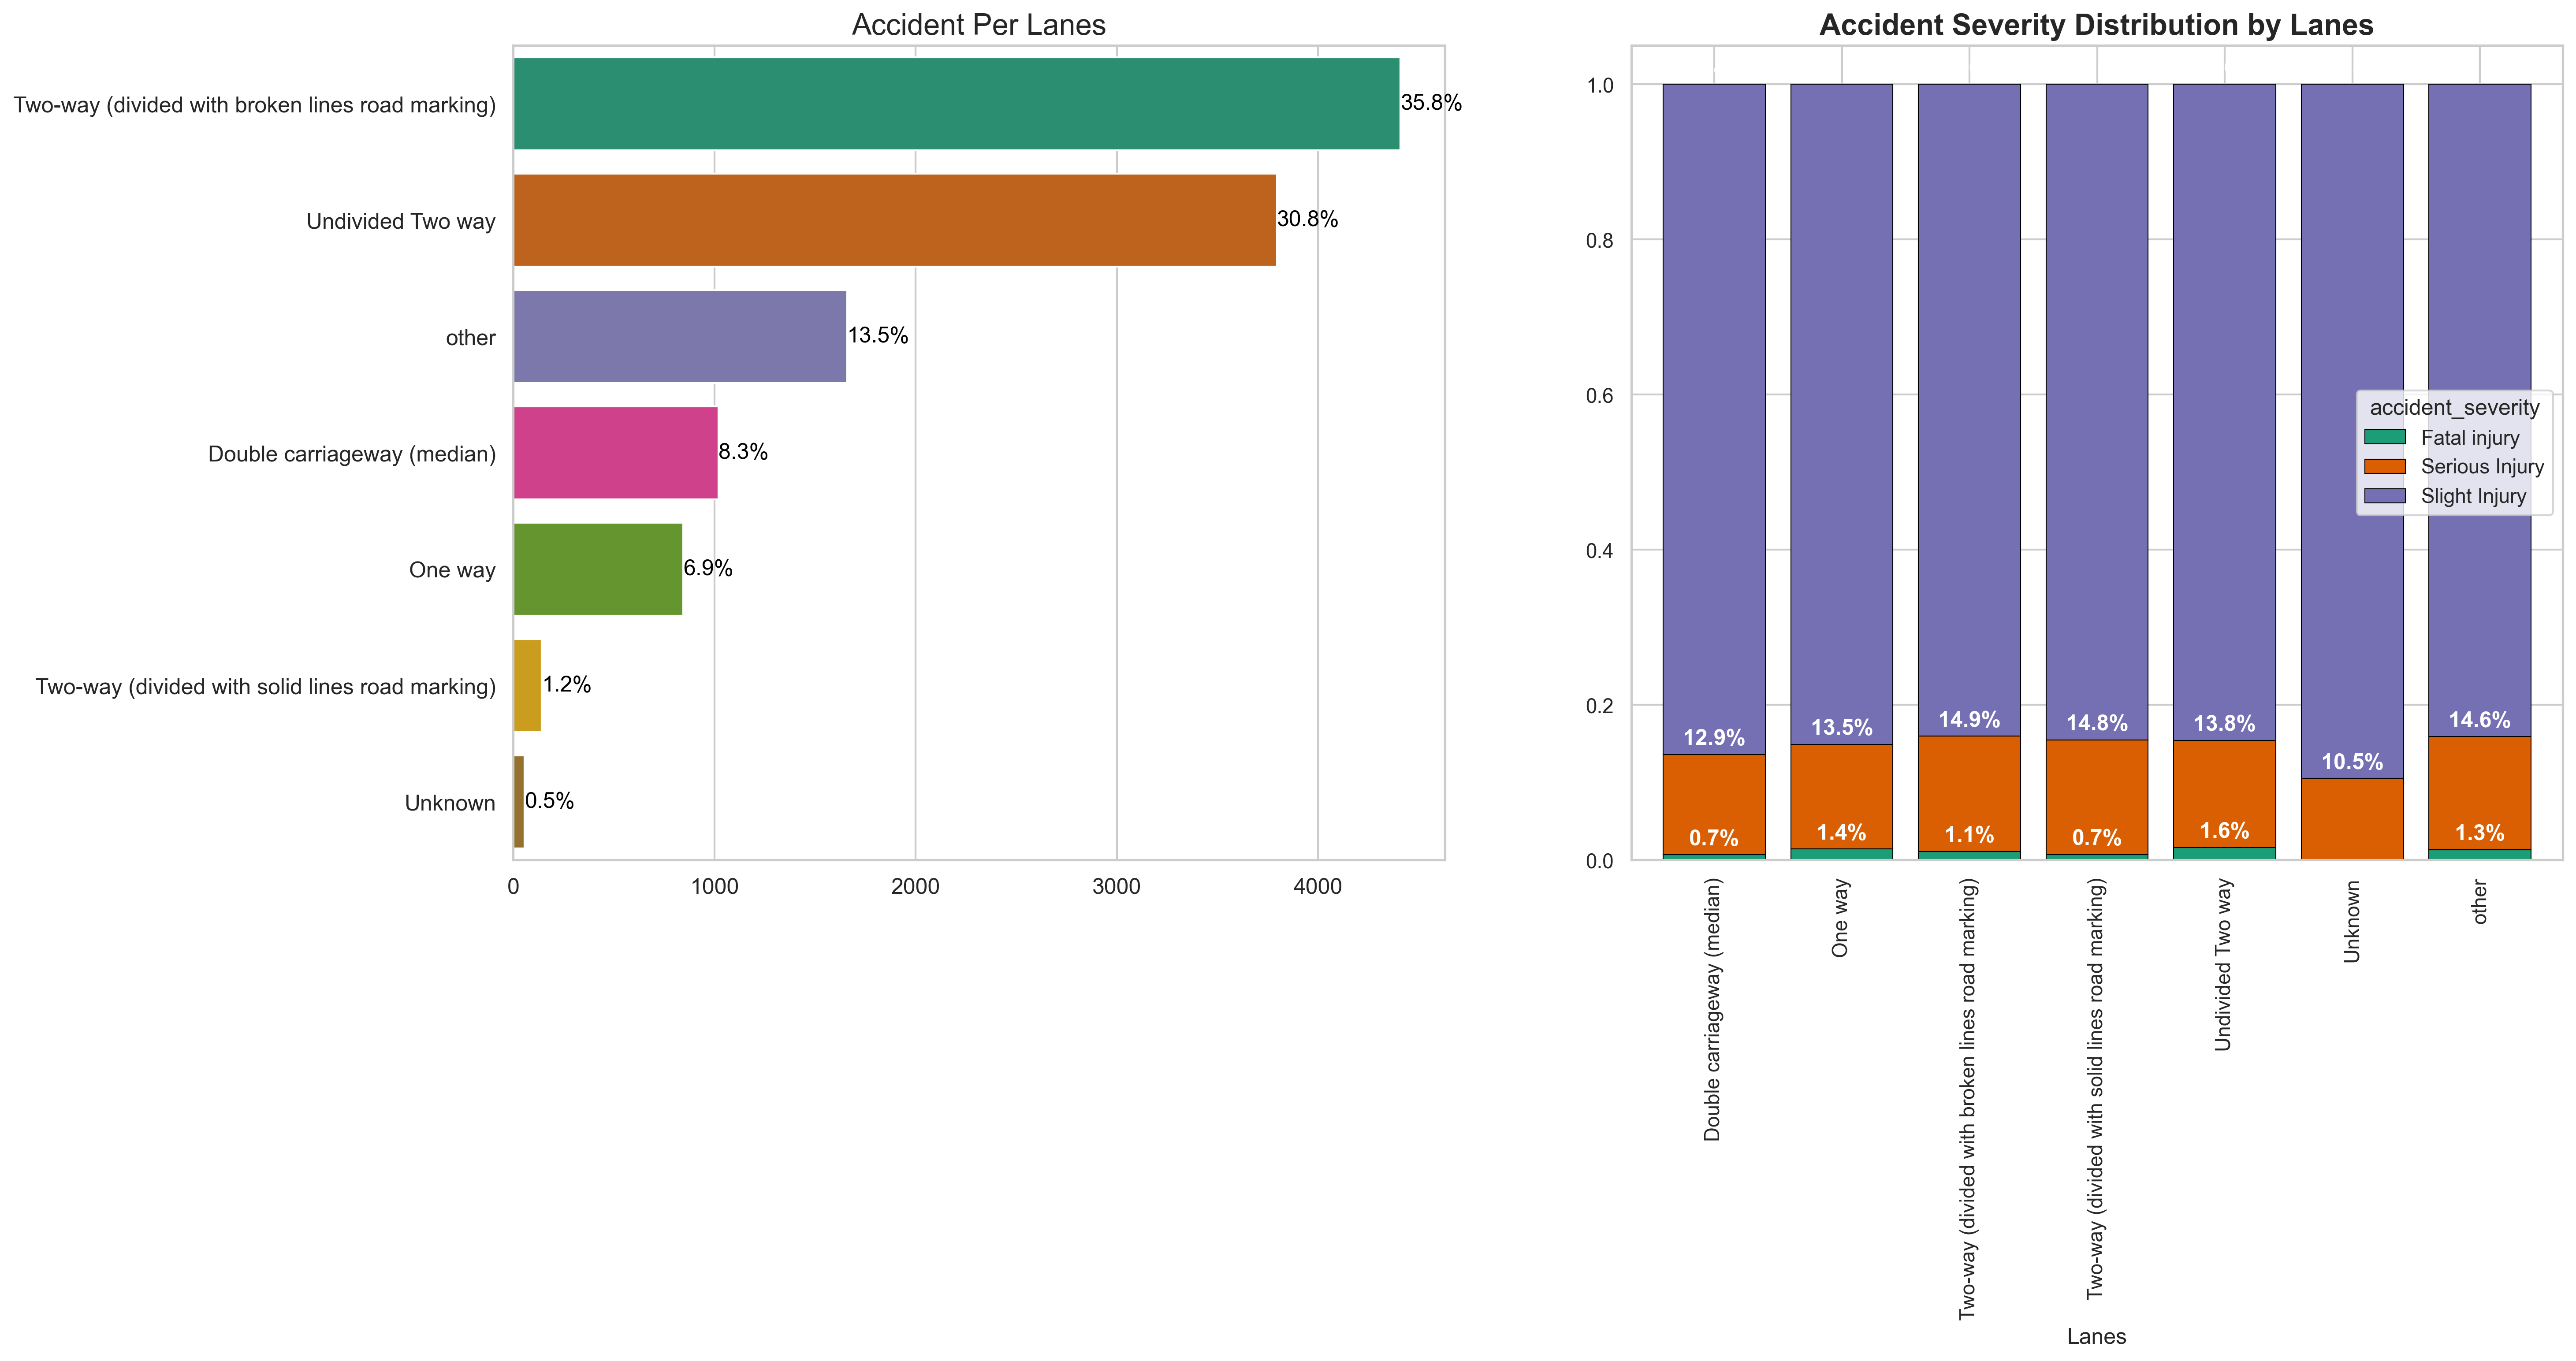 Accident Per Lanes
Two-way (divided with broken lines road marking)
35.8%
Undivided Two way
30.8%
other
13.5%
Double carriageway (median)
8.3%
One way
6.9%
Two-way (divided with solid lines road marking)
1.2%
Unknown
0.5%
0
1000
2000
3000
4000
Accident Severity Distribution by Lanes
1.0
0.8
0.6
0.4
0.2
0.0
accident_severity
Fatal injury
Serious Injury
Slight Injury
12.9%
13.5%
14.9%
14.8%
13.8%
10.5%
14.6%
0.7%
1.4%
1.1%
0.7%
1.6%
1.3%
Double carriageway (median)
One way
Two-way (divided with broken lines road marking)
Two-way (divided with solid lines road marking)
Undivided Two way
Unknown
other
Lanes